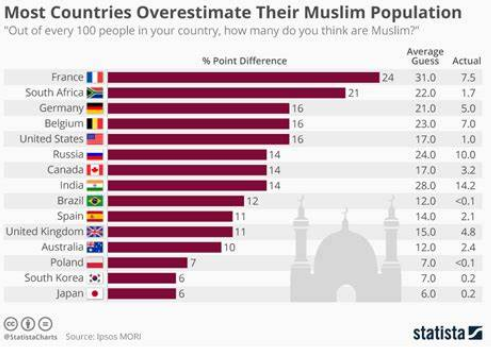 Most Countries Overestimate Their Muslim Population
"Out of every 100 people in your country, how many do you think are Muslim?"
% Point Difference Average Guess Actual
France 24 31.0 7.5
South Africa 21 22.0 1.7
Germany 16 21.0 5.0
Belgium 16 23.0 7.0
United States 16 17.0 1.0
Russia 14 24.0 10.0
Canada 14 17.0 3.2
India 14 28.0 14.2
Brazil 12 12.0 <0.1
Spain 11 14.0 2.1
United Kingdom 11 15.0 4.8
Australia 10 12.0 2.4
Poland 7 7.0 <0.1
South Korea 6 7.0 0.2
Japan 6 6.0 0.2
@StatistaCharts Source: Ipsos MORI
statista